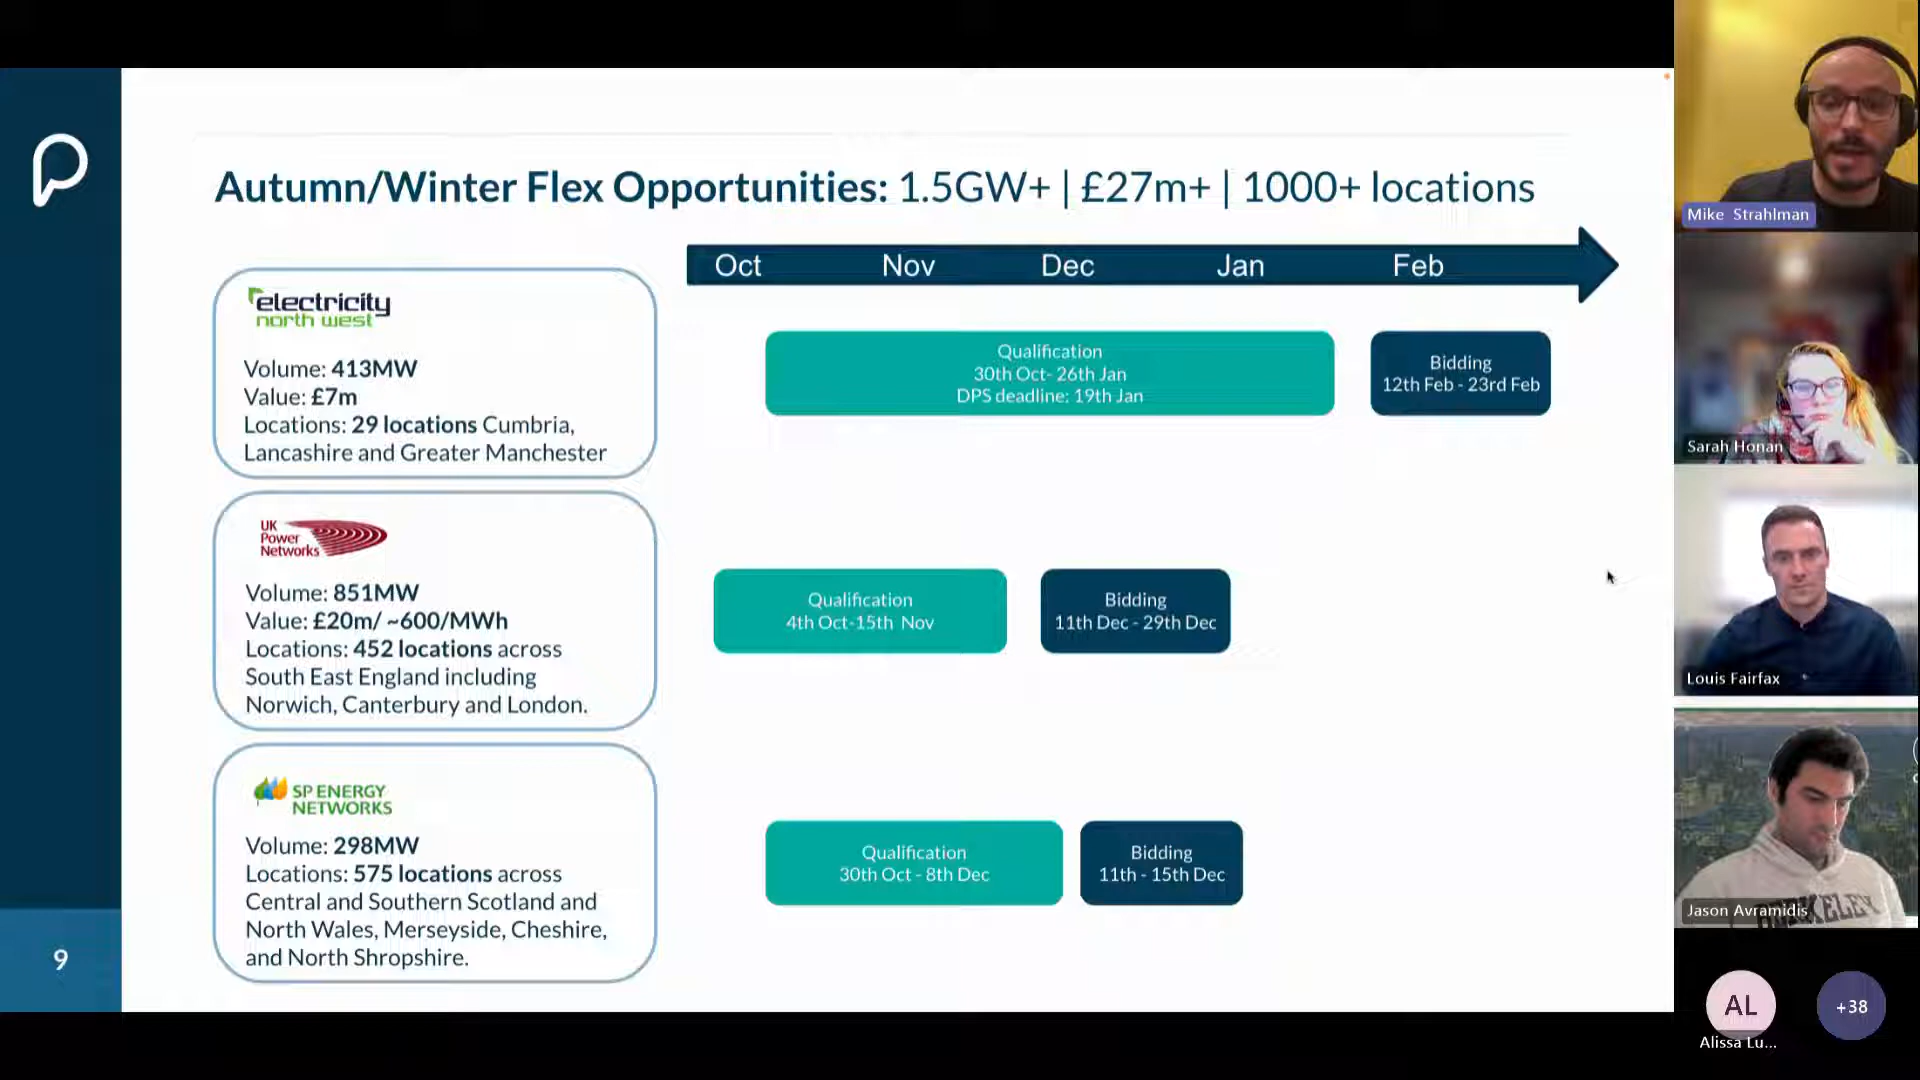 Autumn/Winter Flex Opportunities: 1.5GW+ | £27m+ | 1000+ locations
Oct Nov Dec Jan Feb
electricity
north west
Volume: 413MW
Value: £7m
Locations: 29 locations Cumbria,
Lancashire and Greater Manchester
Qualification
30th Oct- 26th Jan
DPS deadline: 19th Jan
Bidding
12th Feb - 23rd Feb
UK
Power
Networks
Volume: 851MW
Value: £20m/ ~600/MWh
Locations: 452 locations across
South East England including
Norwich, Canterbury and London.
Qualification
4th Oct-15th Nov
Bidding
11th Dec - 29th Dec
SP ENERGY
NETWORKS
Volume: 298MW
Locations: 575 locations across
Central and Southern Scotland and
North Wales, Merseyside, Cheshire,
and North Shropshire.
Qualification
30th Oct - 8th Dec
Bidding
11th - 15th Dec
9
Mike Strahlman
Sarah Honan
Louis Fairfax
Jason Avramidis
AL
Alissa Lu...
+38